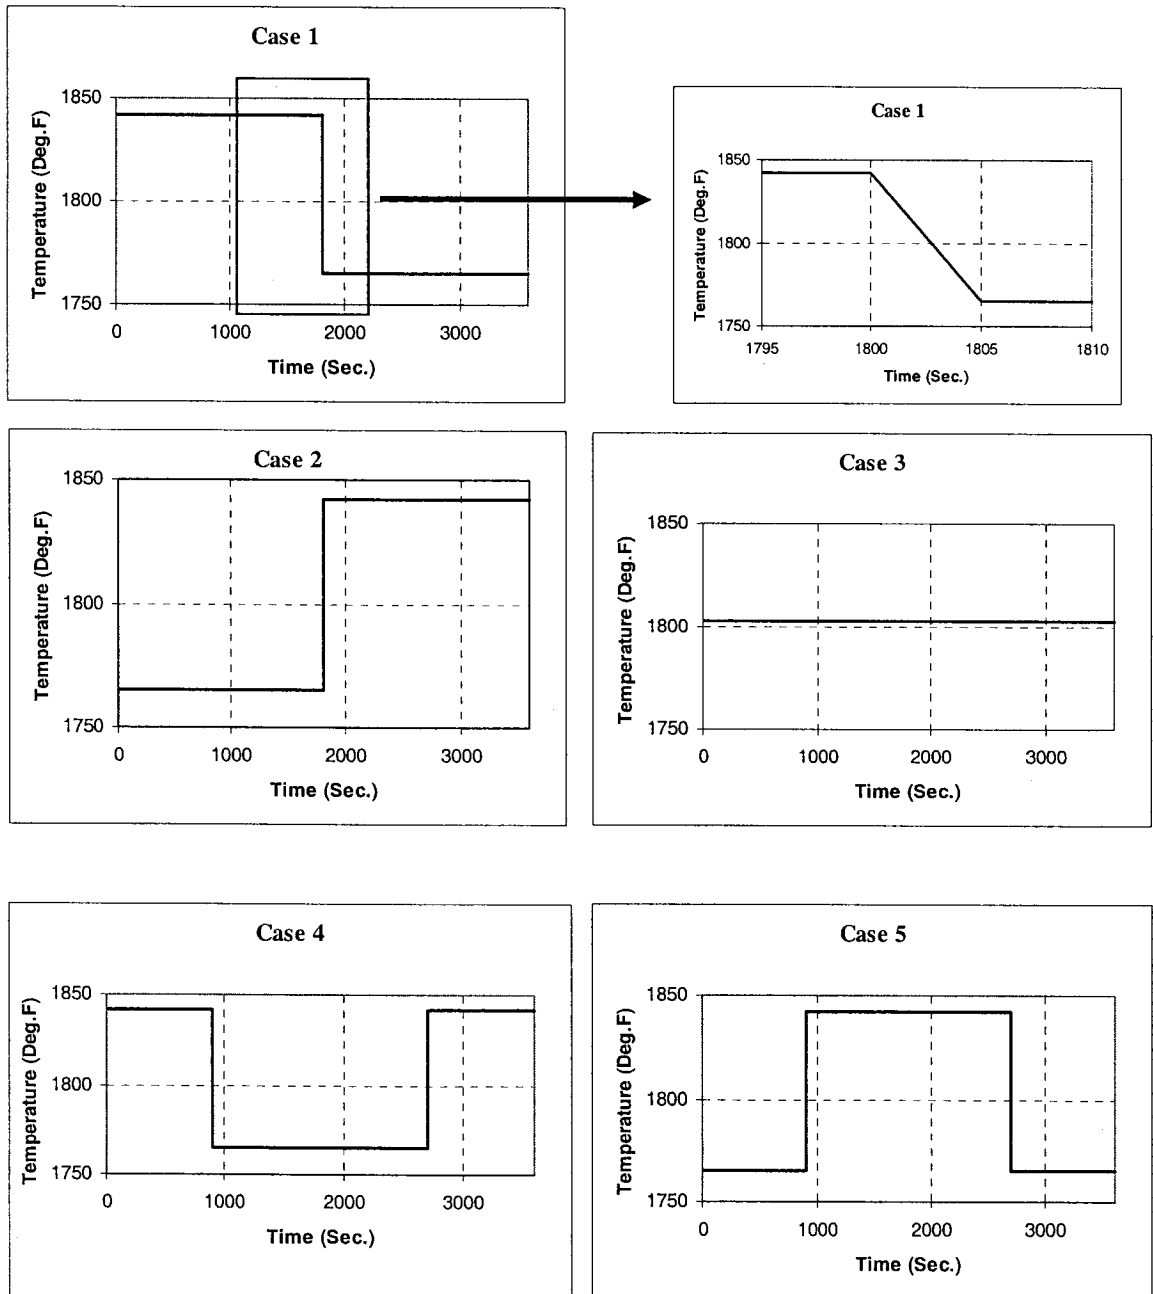 Case 1
Temperature (Deg.F)
1850
1800
1750
0 1000 2000 3000
Time (Sec.)
Case 1
Temperature (Deg.F)
1850
1800
1750
1795 1800 1805 1810
Time (Sec.)
Case 2
Temperature (Deg.F)
1850
1800
1750
0 1000 2000 3000
Time (Sec.)
Case 3
Temperature (Deg.F)
1850
1800
1750
0 1000 2000 3000
Time (Sec.)
Case 4
Temperature (Deg.F)
1850
1800
1750
0 1000 2000 3000
Time (Sec.)
Case 5
Temperature (Deg.F)
1850
1800
1750
0 1000 2000 3000
Time (Sec.)